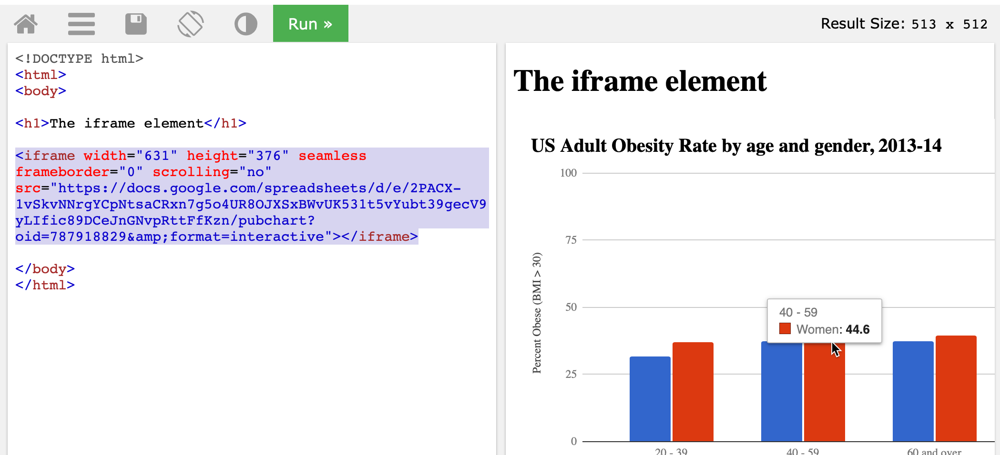 Run »
Result Size: 513 x 512
<!DOCTYPE html>
<html>
<body>
<h1>The iframe element</h1>
<iframe width="631" height="376" seamless
frameborder="0" scrolling="no"
src="https://docs.google.com/spreadsheets/d/e/2PACX-
1vSkvNNrgYCpNtsaCRxn7g5o4UR8OJXSxBWvUK531t5vYubt39gecV9
yLIfic89DCeJnGNvpRttFfKzn/pubchart?
oid=787918829&amp;format=interactive"></iframe>
</body>
</html>
The iframe element
US Adult Obesity Rate by age and gender, 2013-14
Percent Obese (BMI > 30)
100
75
50
25
0
40 - 59
Women: 44.6
20 - 39
40 - 59
60 and over